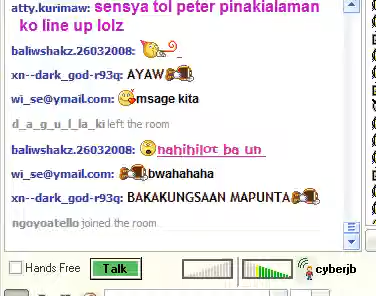 atty.kurimaw: sensya tol peter pinakialaman
ko line up lolz
baliwshakz.26032008:
xn--dark_god-r93q: AYAW
wi_se@ymail.com: msage kita
d_a_g_u_l_la_ki left the room
baliwshakz.26032008: hahihilot ba un
wi_se@ymail.com: bwahahaha
xn--dark_god-r93q: BAKAKUNGSAAN MAPUNTA
ngoyoatello joined the room
Hands Free Talk cyberjb